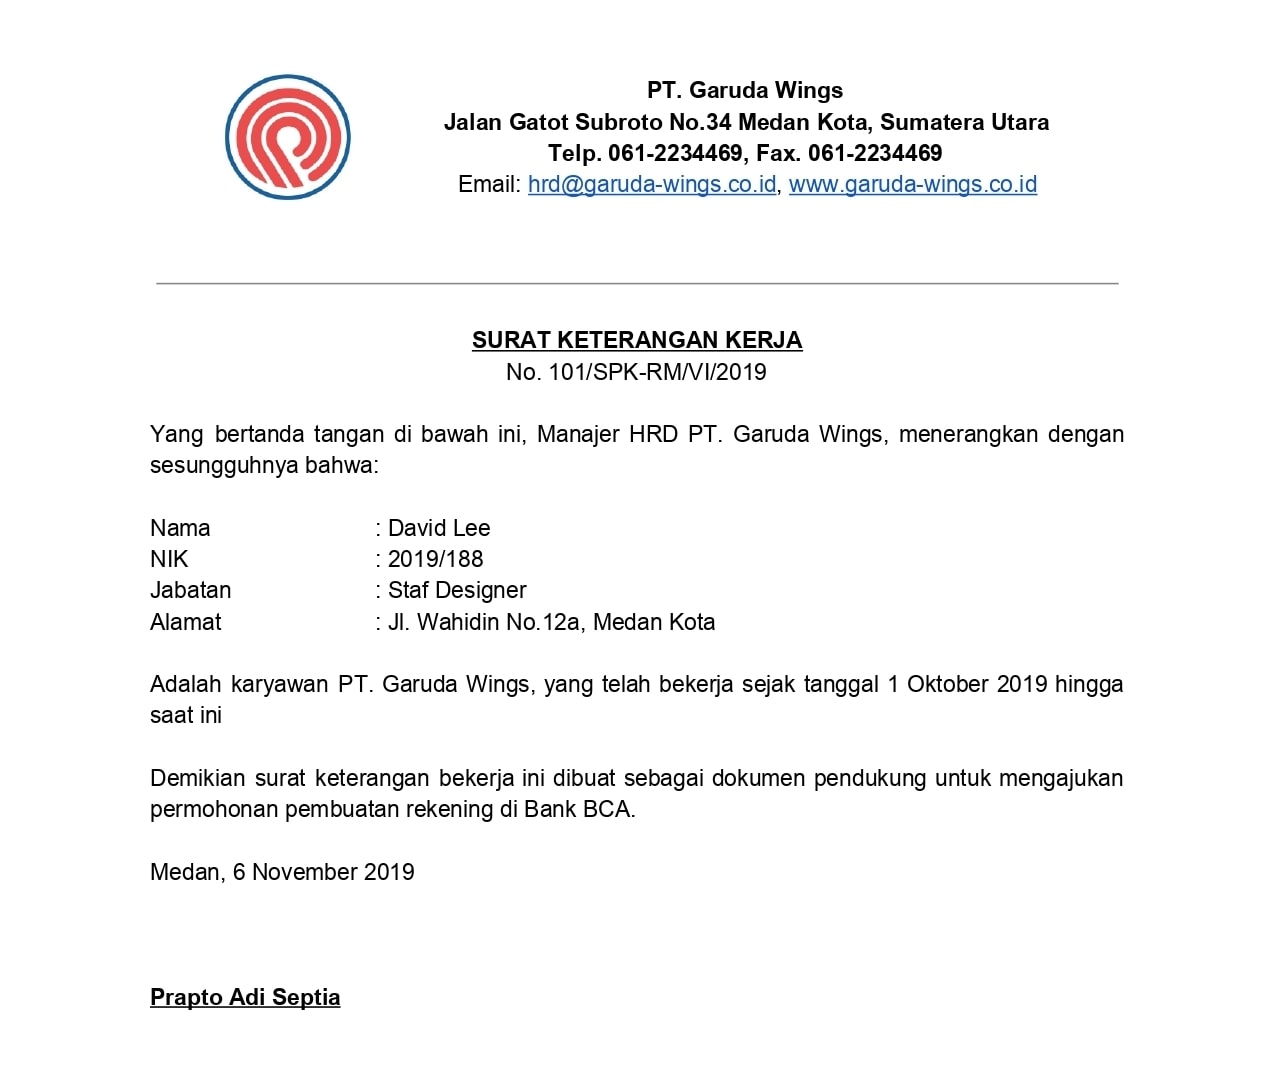 PT. Garuda Wings
Jalan Gatot Subroto No.34 Medan Kota, Sumatera Utara
Telp. 061-2234469, Fax. 061-2234469
Email: hrd@garuda-wings.co.id, www.garuda-wings.co.id
SURAT KETERANGAN KERJA
No. 101/SPK-RM/VI/2019
Yang bertanda tangan di bawah ini, Manajer HRD PT. Garuda Wings, menerangkan dengan
sesungguhnya bahwa:
Nama : David Lee
NIK : 2019/188
Jabatan : Staf Designer
Alamat : Jl. Wahidin No.12a, Medan Kota
Adalah karyawan PT. Garuda Wings, yang telah bekerja sejak tanggal 1 Oktober 2019 hingga
saat ini
Demikian surat keterangan bekerja ini dibuat sebagai dokumen pendukung untuk mengajukan
permohonan pembuatan rekening di Bank BCA.
Medan, 6 November 2019
Prapto Adi Septia